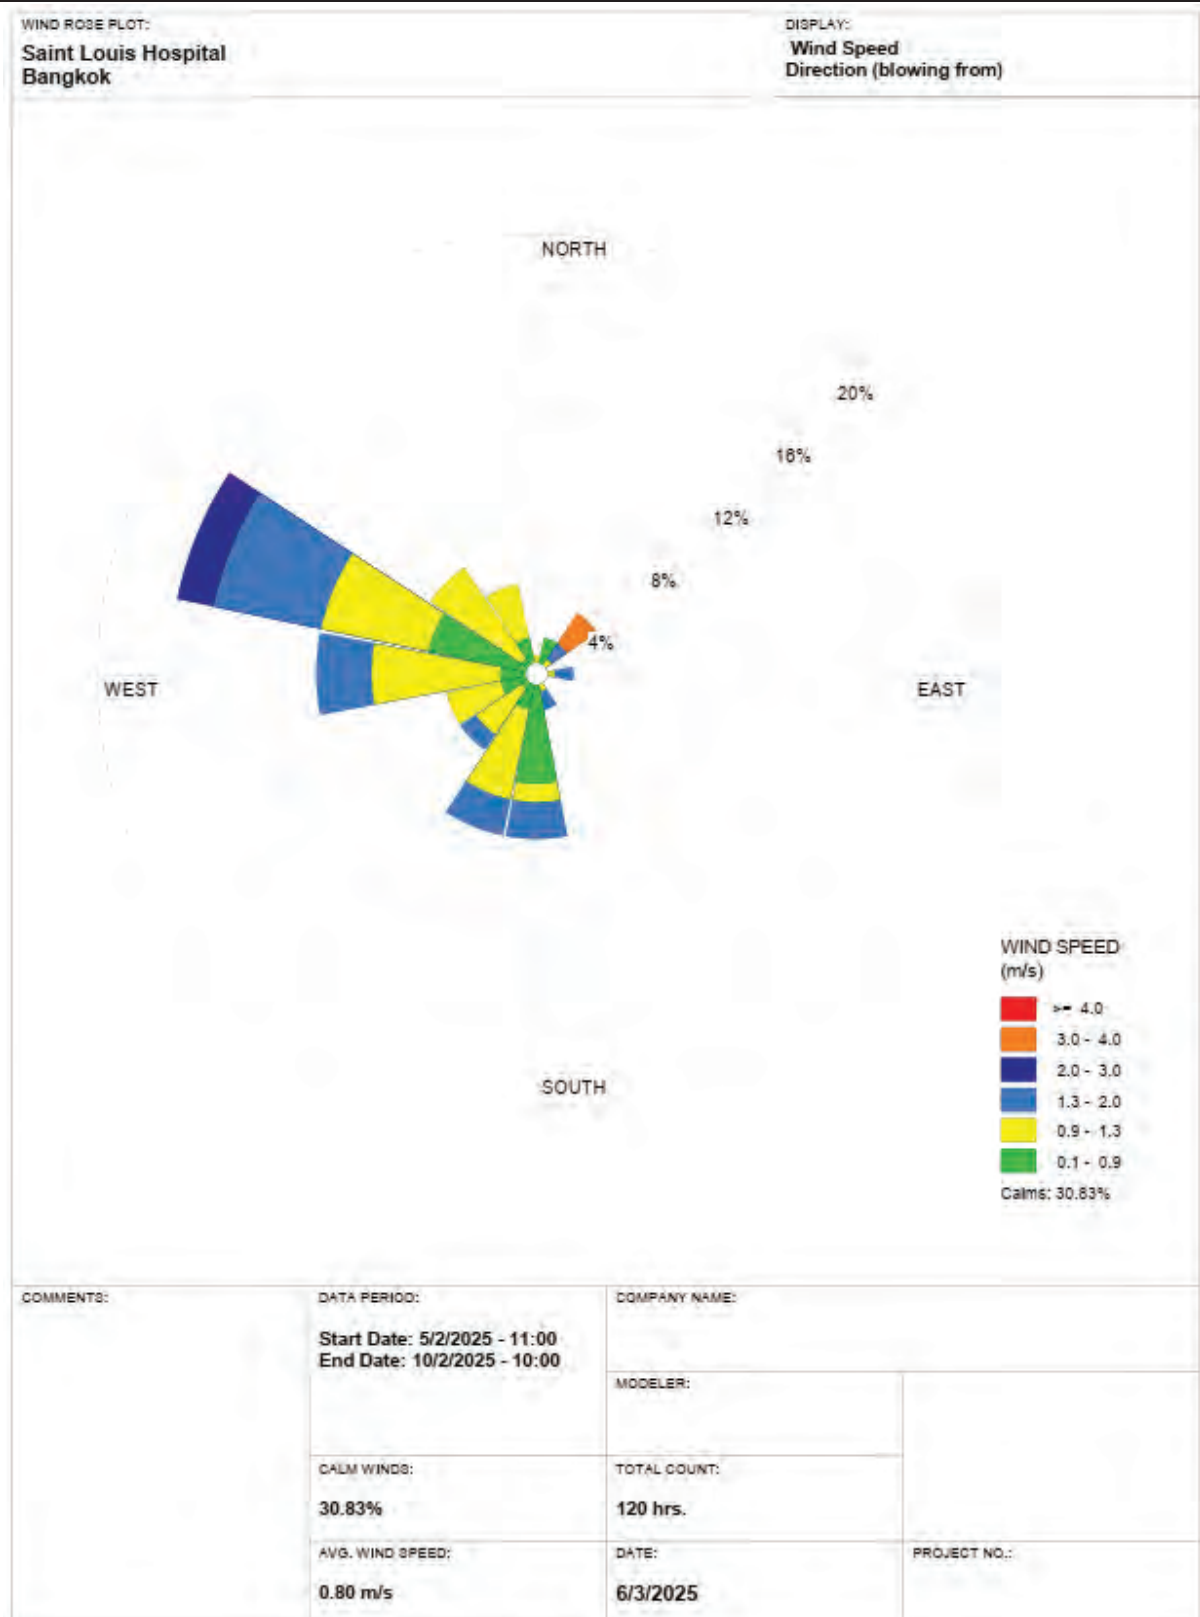 WIND ROSE PLOT:
Saint Louis Hospital
Bangkok
DISPLAY:
Wind Speed
Direction (blowing from)
NORTH
20%
16%
12%
8%
4%
WEST
EAST
SOUTH
WIND SPEED
(m/s)
>= 4.0
3.0 - 4.0
2.0 - 3.0
1.3 - 2.0
0.9 - 1.3
0.1 - 0.9
Calms: 30.83%
COMMENTS:
DATA PERIOD:
Start Date: 5/2/2025 - 11:00
End Date: 10/2/2025 - 10:00
COMPANY NAME:
MODELER:
CALM WINDS:
30.83%
TOTAL COUNT:
120 hrs.
AVG. WIND SPEED:
0.80 m/s
DATE:
6/3/2025
PROJECT NO.: